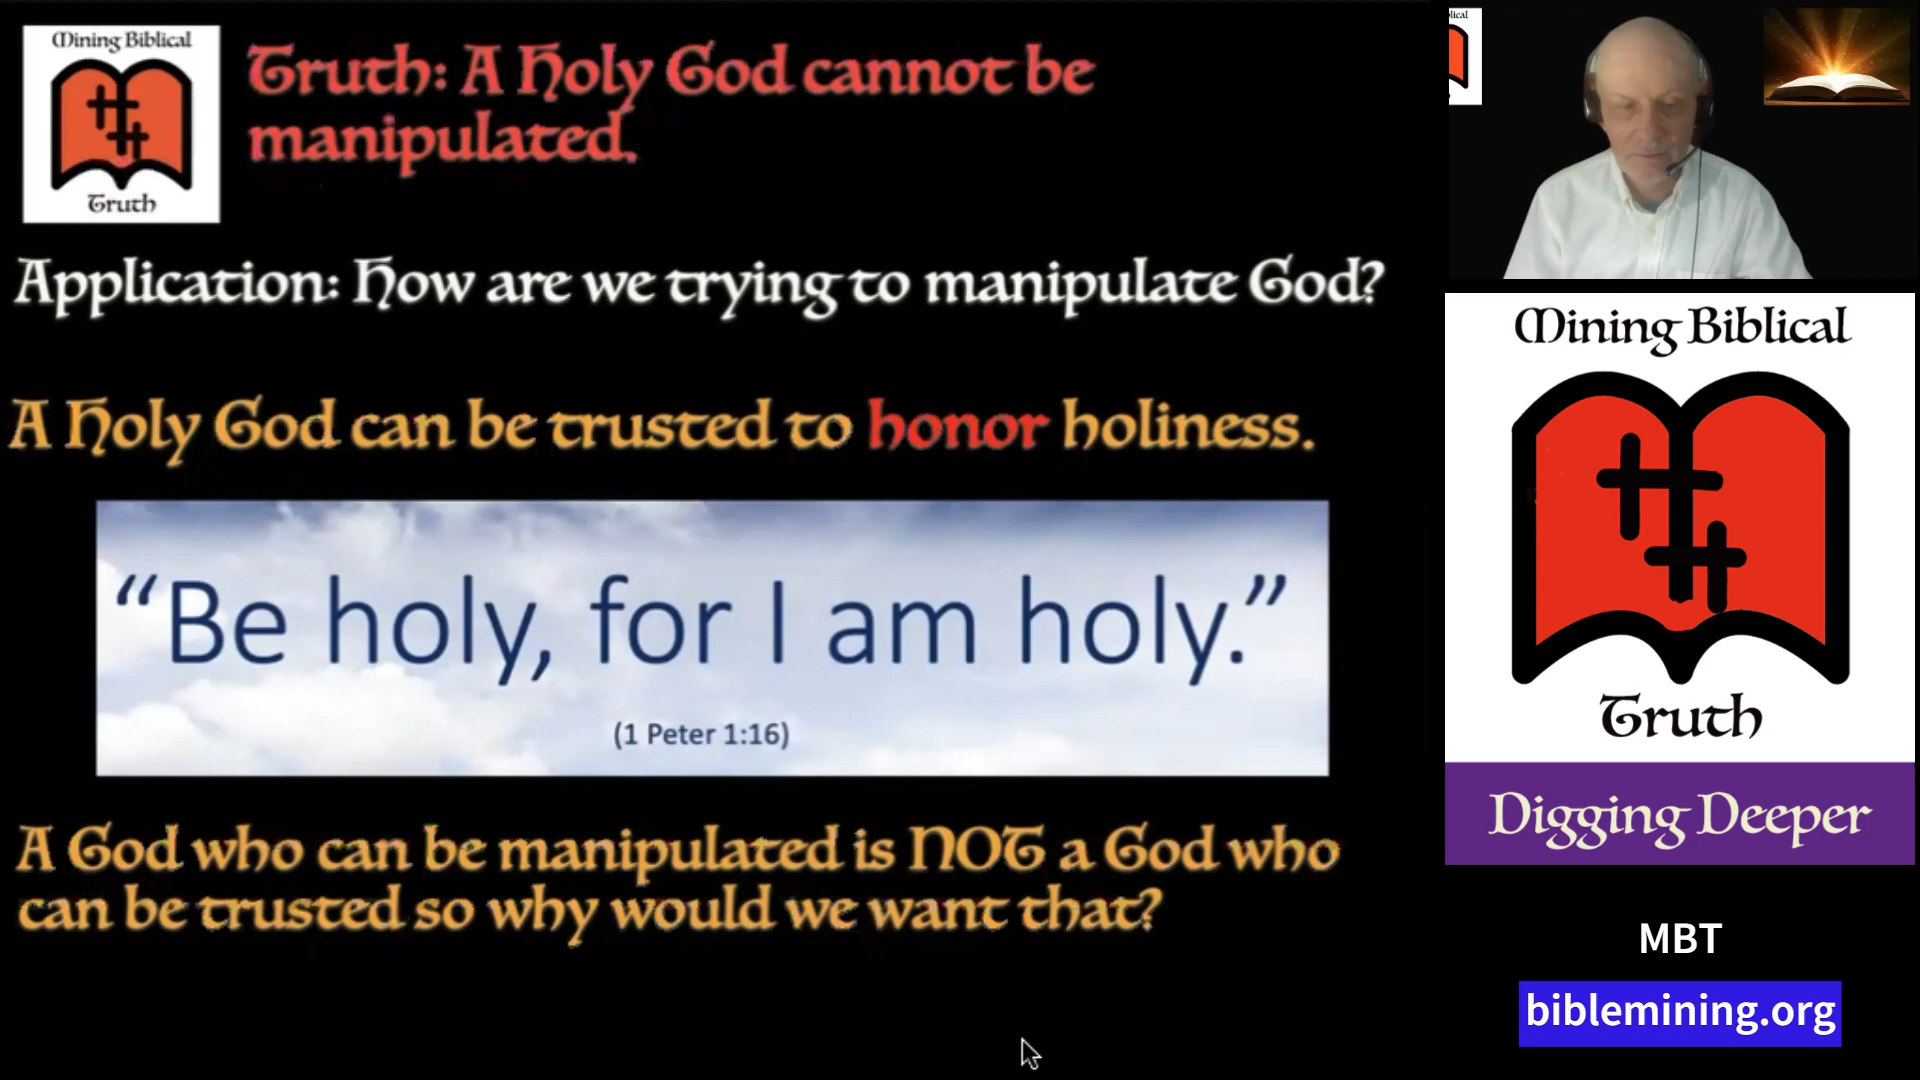 Mining Biblical
Truth
Truth: A Holy God cannot be
manipulated.
Application: How are we trying to manipulate God?
A Holy God can be trusted to honor holiness.
“Be holy, for I am holy.”
(1 Peter 1:16)
A God who can be manipulated is NOT a God who
can be trusted so why would we want that?
Mining Biblical
Truth
Digging Deeper
MBT
biblemining.org